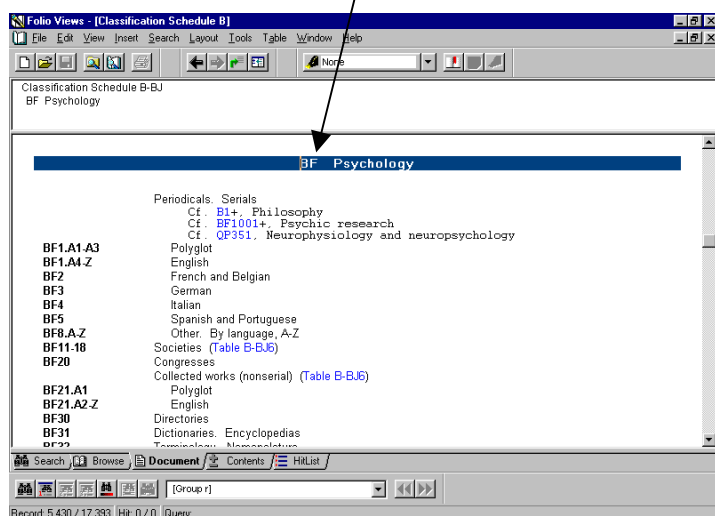 Folio Views - [Classification Schedule B]
File Edit View Insert Search Layout Tools Table Window Help
None
Classification Schedule B-BJ
BF Psychology
BF Psychology
Periodicals. Serials
Cf. B1+, Philosophy
Cf. BF1001+, Psychic research
Cf. QP351, Neurophysiology and neuropsychology
BF1.A1-A3 Polyglot
BF1.A4-Z English
BF2 French and Belgian
BF3 German
BF4 Italian
BF5 Spanish and Portuguese
BF8.A-Z Other. By language, A-Z
BF11-18 Societies (Table B-BJ6)
BF20 Congresses
Collected works (nonserial) (Table B-BJ6)
BF21.A1 Polyglot
BF21.A2-Z English
BF30 Directories
BF31 Dictionaries. Encyclopedias
BF32 Terminology. Nomenclature
Search Browse Document Contents HitList
[Group r]
Record: 5,430 / 17,393 Hit: 0 / 0 Query: